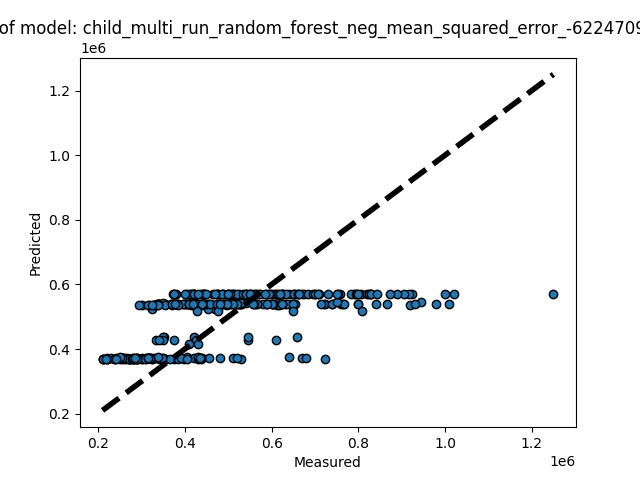 of model: child_multi_run_random_forest_neg_mean_squared_error_-6224709
1e6
1.2
1.0
0.8
0.6
0.4
0.2
Predicted
0.2 0.4 0.6 0.8 1.0 1.2
Measured
1e6